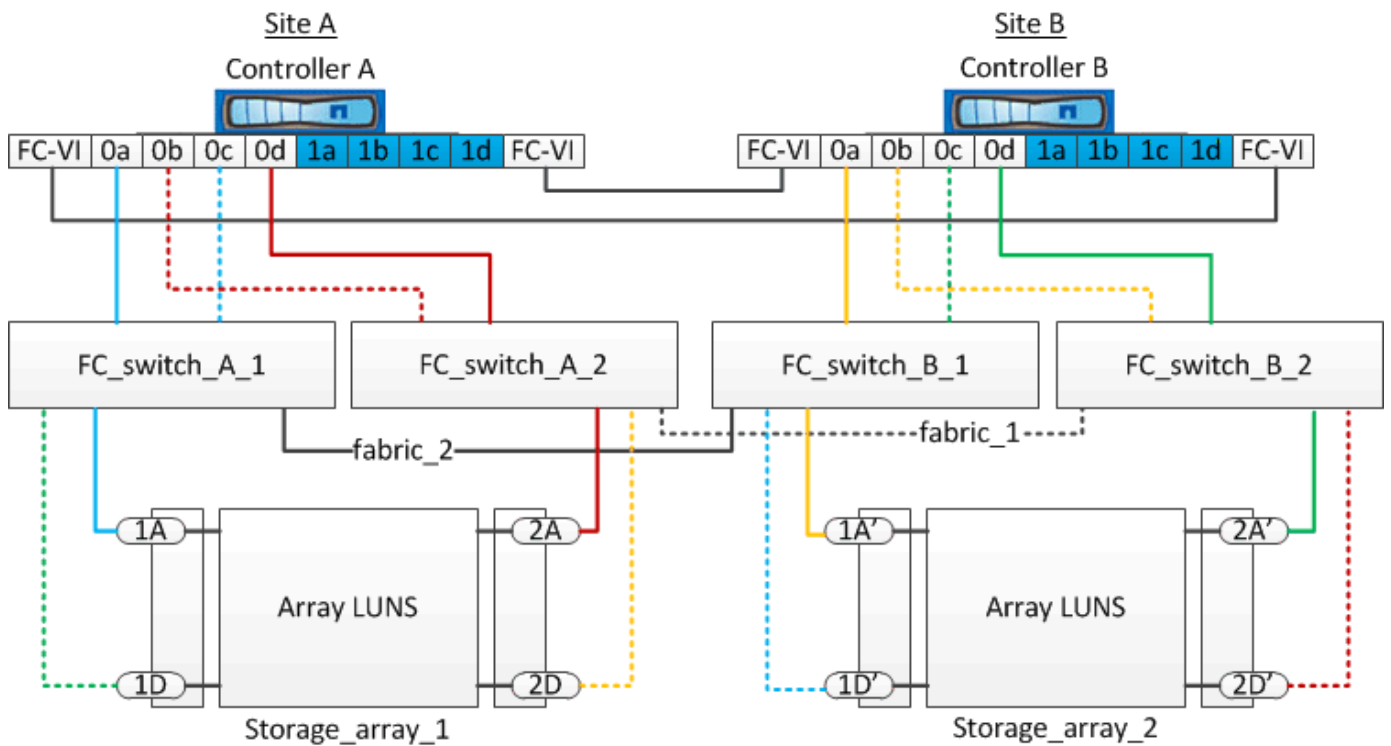 Site A Site B
Controller A Controller B
FC-VI 0a 0b 0c 0d 1a 1b 1c 1d FC-VI FC-VI 0a 0b 0c 0d 1a 1b 1c 1d FC-VI
FC_switch_A_1 FC_switch_A_2 FC_switch_B_1 FC_switch_B_2
fabric_2 fabric_1
1A 2A 1A’ 2A’
Array LUNS Array LUNS
1D 2D 1D’ 2D’
Storage_array_1 Storage_array_2